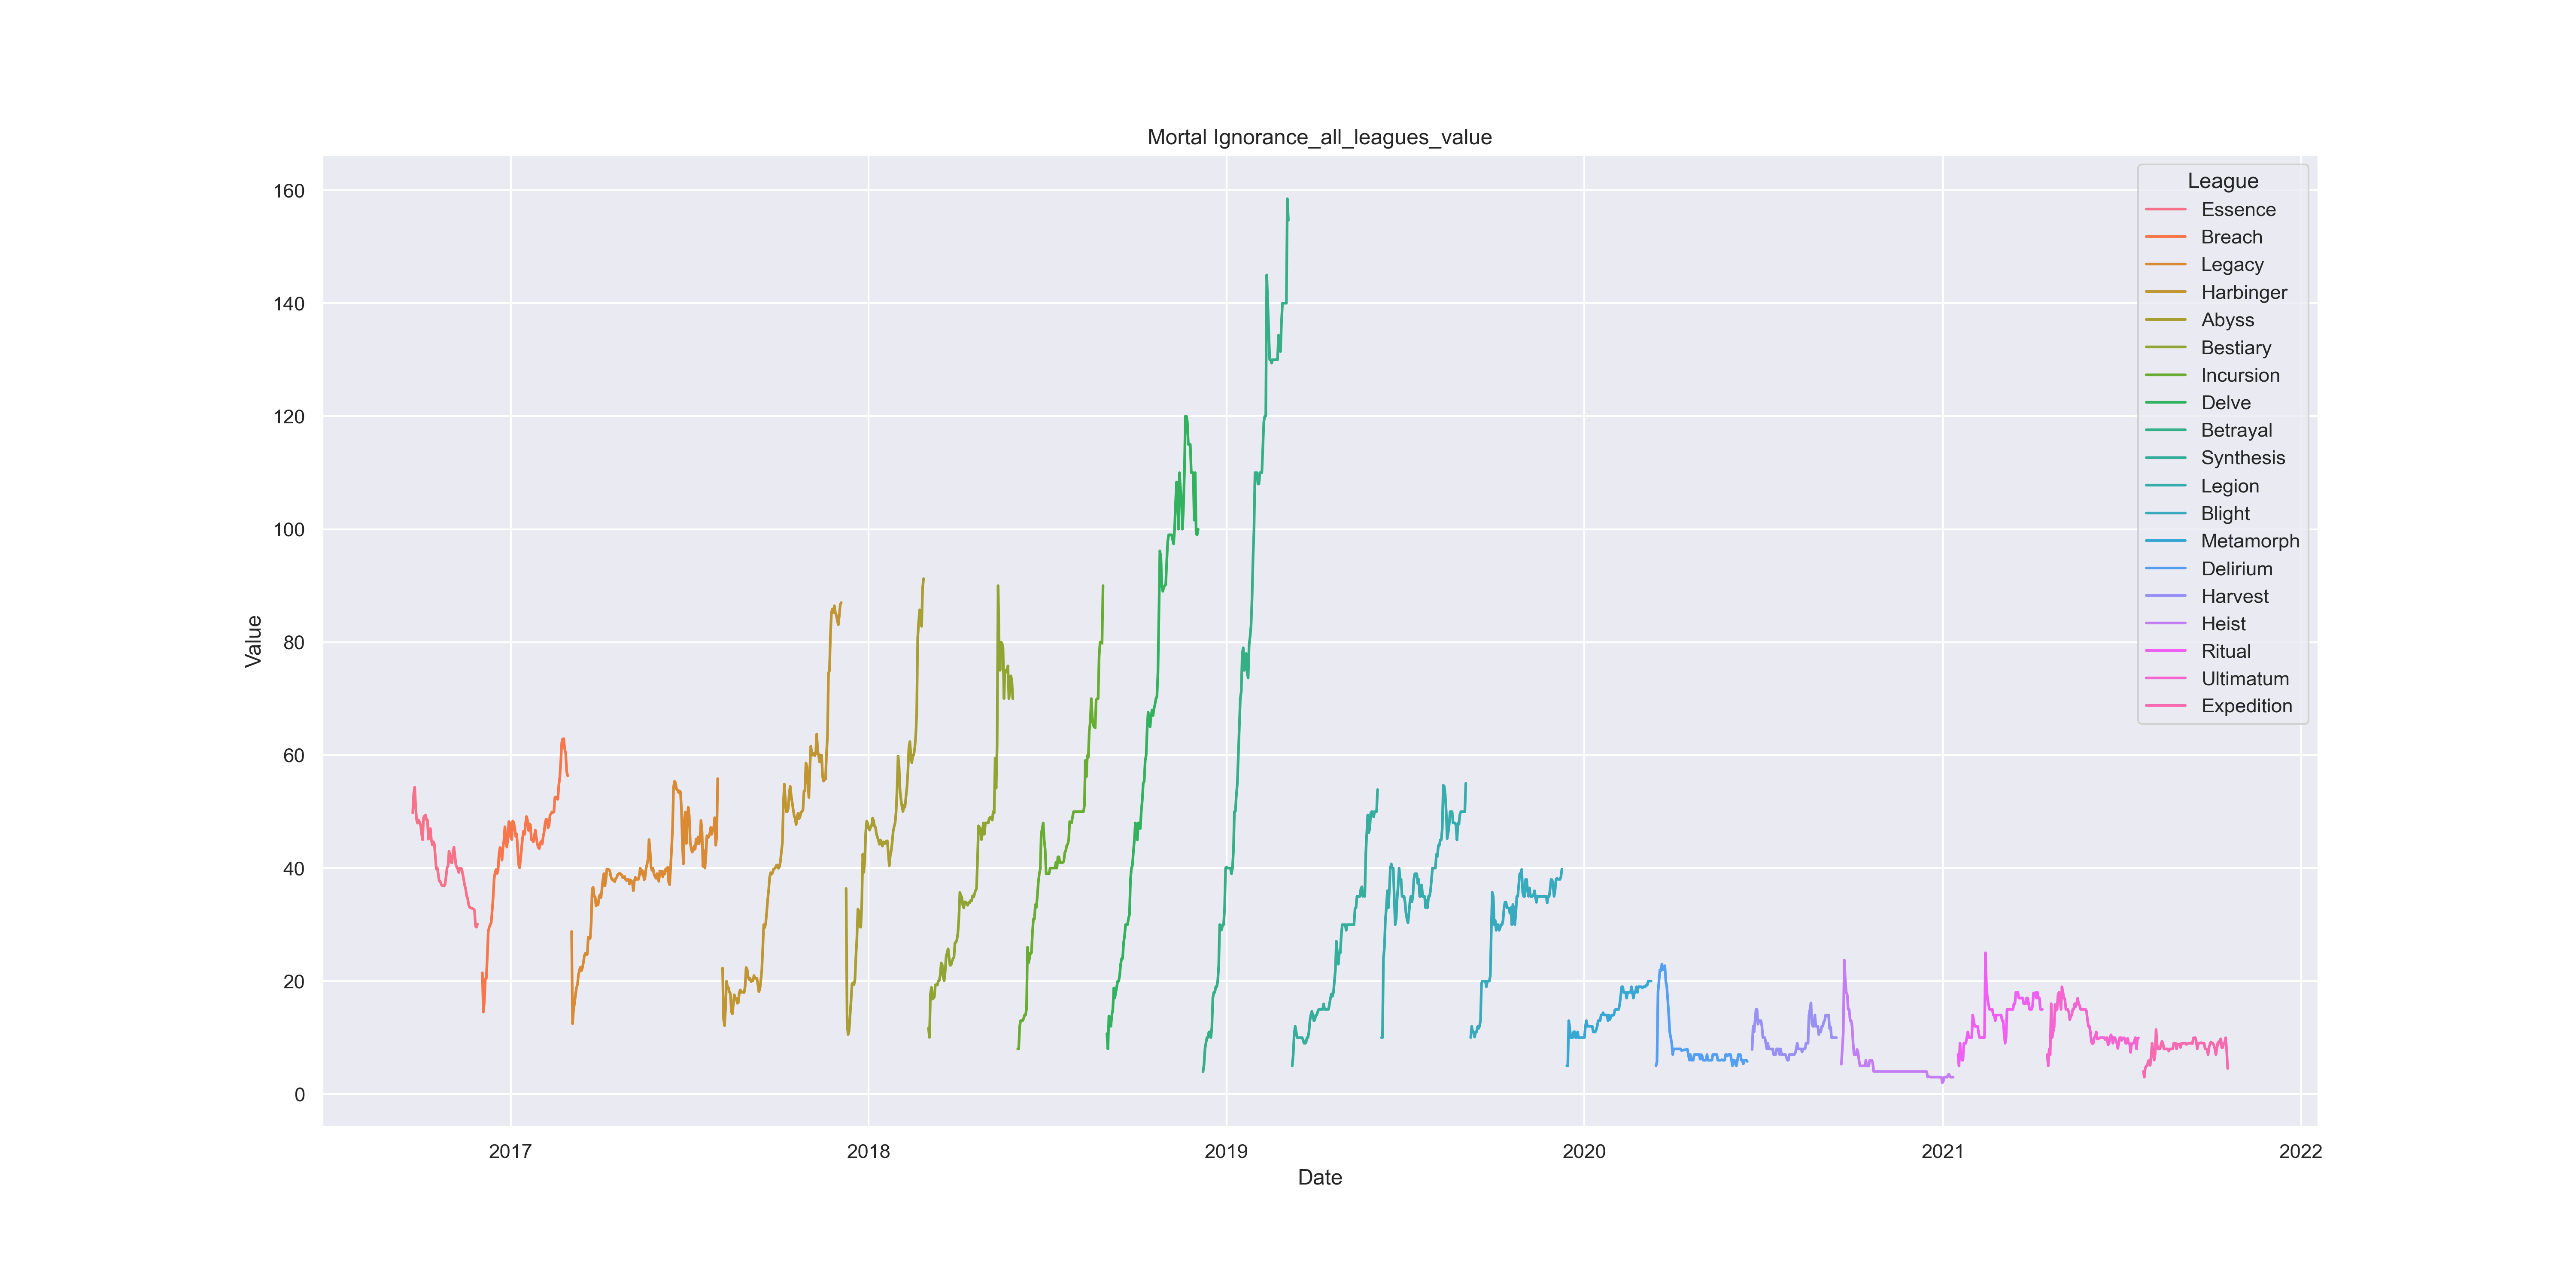 Mortal Ignorance_all_leagues_value
League
Essence
Breach
Legacy
Harbinger
Abyss
Bestiary
Incursion
Delve
Betrayal
Synthesis
Legion
Blight
Metamorph
Delirium
Harvest
Heist
Ritual
Ultimatum
Expedition
Value
160
140
120
100
80
60
40
20
0
2017 2018 2019 2020 2021 2022
Date